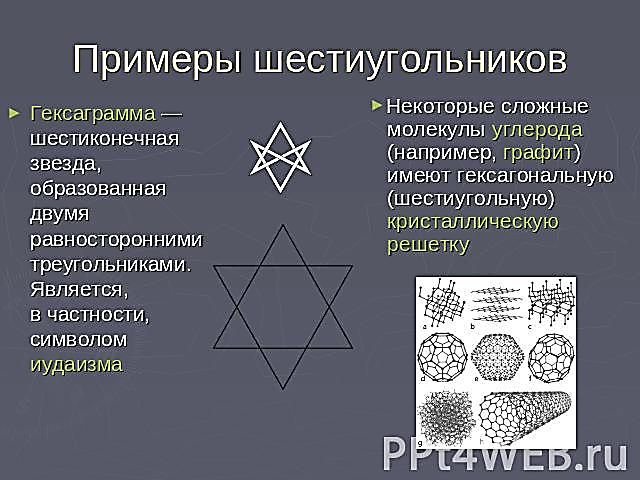 Примеры шестиугольников
► Гексаграмма —
шестиконечная
звезда,
образованная
двумя
равносторонними
треугольниками.
Является,
в частности,
символом
иудаизма
► Некоторые сложные
молекулы углерода
(например, графит)
имеют гексагональную
(шестиугольную)
кристаллическую
решетку
a b c
d e f
g h
PPt4WEB.ru